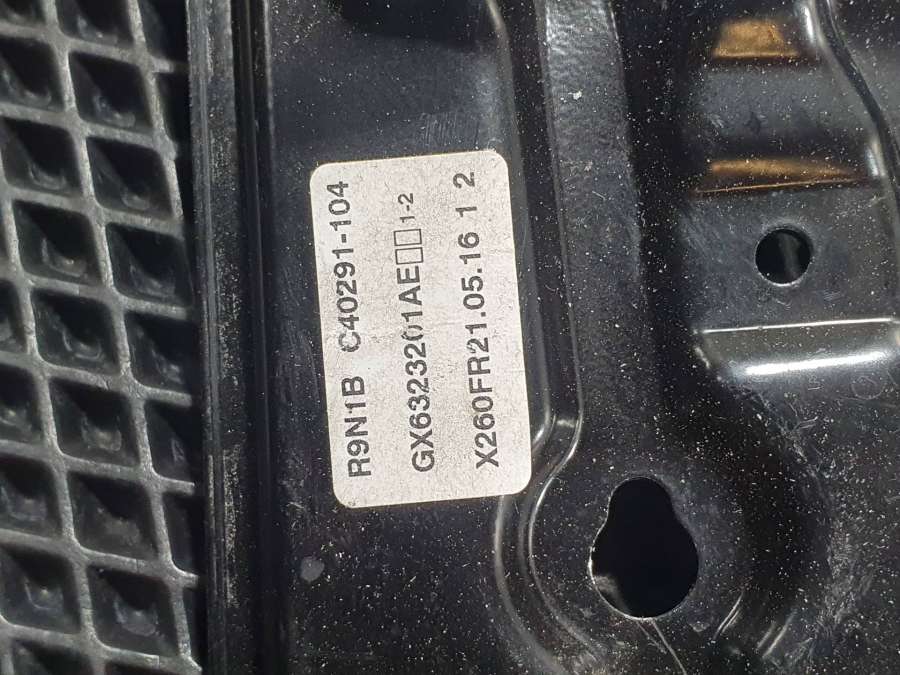 R9N1B C40291-104
GX6323201AE□□ 1-2
X260FR21.05.16 1 2